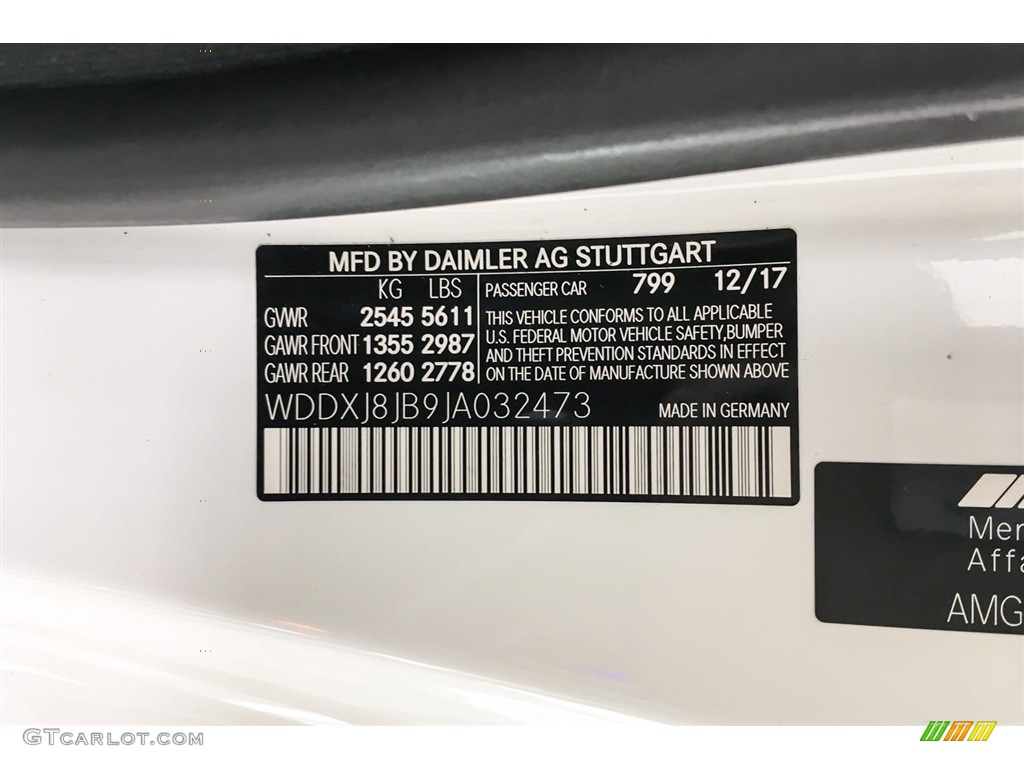 MFD BY DAIMLER AG STUTTGART
KG LBS
GVWR 2545 5611
GAWR FRONT 1355 2987
GAWR REAR 1260 2778
PASSENGER CAR 799 12/17
THIS VEHICLE CONFORMS TO ALL APPLICABLE
U.S. FEDERAL MOTOR VEHICLE SAFETY, BUMPER
AND THEFT PREVENTION STANDARDS IN EFFECT
ON THE DATE OF MANUFACTURE SHOWN ABOVE
WDDXJ8JB9JA032473 MADE IN GERMANY
Mer
Affa
AMG
GTCARLOT.COM